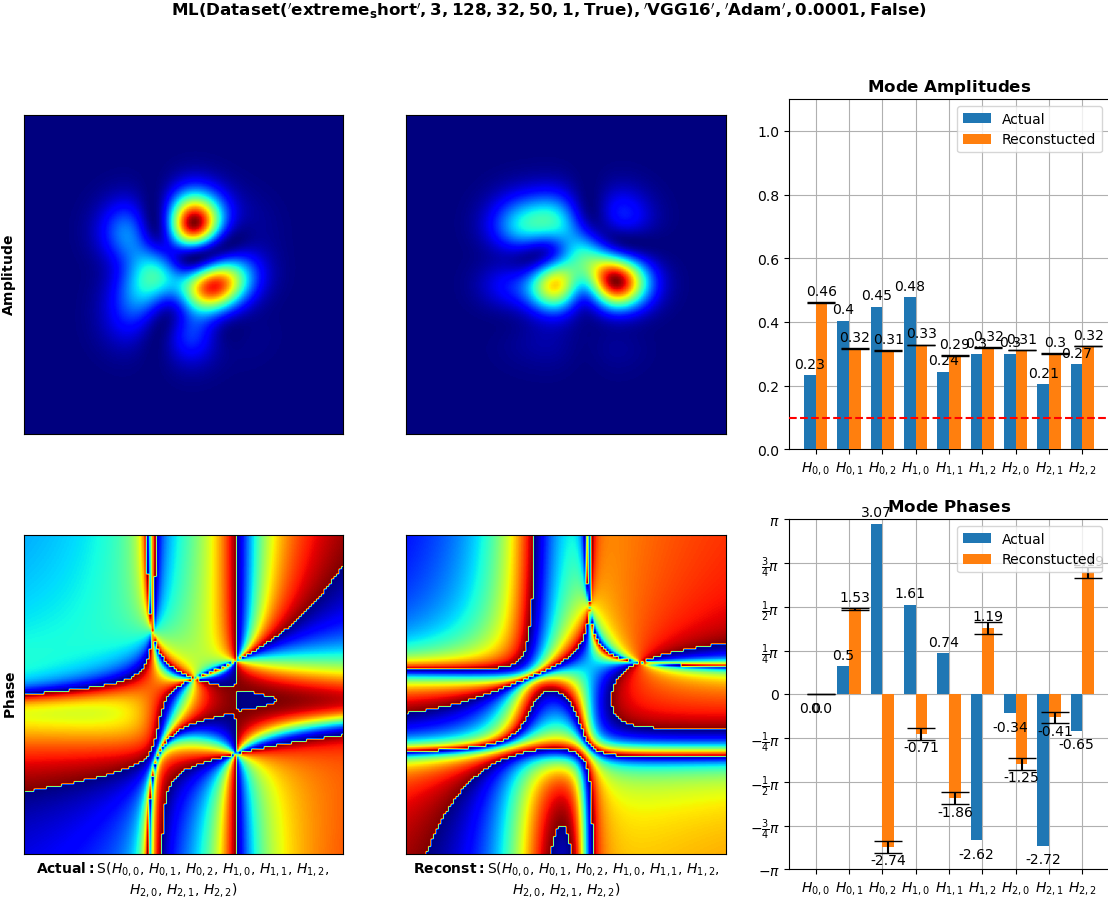 ML(Dataset('extreme_short', 3, 128, 32, 50, 1, True), 'VGG16', 'Adam', 0.0001, False)
Amplitude
Mode Amplitudes
Actual
Reconstucted
1.0
0.8
0.6
0.4
0.2
0.0
0.23 0.46 0.4 0.32 0.45 0.31 0.48 0.33 0.24 0.29 0.3 0.32 0.3 0.31 0.21 0.3 0.27 0.32
H0,0 H0,1 H0,2 H1,0 H1,1 H1,2 H2,0 H2,1 H2,2
Phase
Actual: S(H0,0, H0,1, H0,2, H1,0, H1,1, H1,2,
H2,0, H2,1, H2,2)
Reconst: S(H0,0, H0,1, H0,2, H1,0, H1,1, H1,2,
H2,0, H2,1, H2,2)
Mode Phases
Actual
Reconstucted
π
3/4π
1/2π
1/4π
0
−1/4π
−1/2π
−3/4π
−π
0.0 0.0 0.5 1.53 3.07 -2.74 1.61 -0.71 0.74 -1.86 -2.62 1.19 -0.34 -1.25 -2.72 -0.41 -0.65
H0,0 H0,1 H0,2 H1,0 H1,1 H1,2 H2,0 H2,1 H2,2